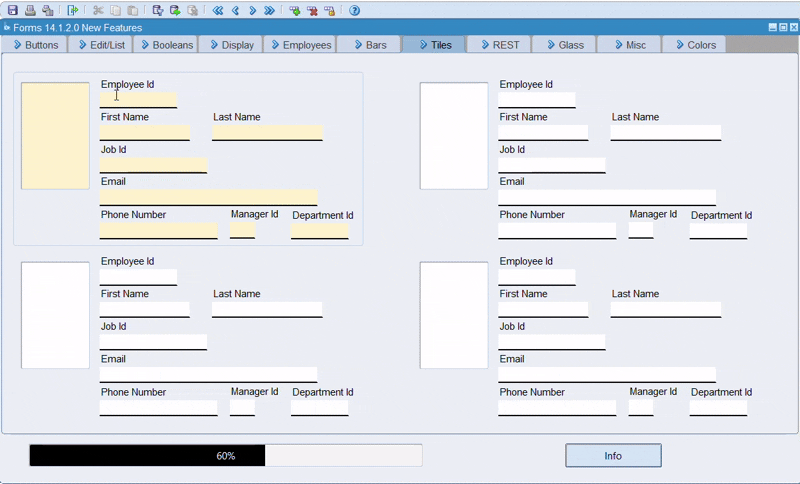 Forms 14.1.2.0 New Features
Buttons Edit/List Booleans Display Employees Bars Tiles REST Glass Misc Colors
Employee Id
First Name Last Name
Job Id
Email
Phone Number Manager Id Department Id
Employee Id
First Name Last Name
Job Id
Email
Phone Number Manager Id Department Id
Employee Id
First Name Last Name
Job Id
Email
Phone Number Manager Id Department Id
Employee Id
First Name Last Name
Job Id
Email
Phone Number Manager Id Department Id
60% Info